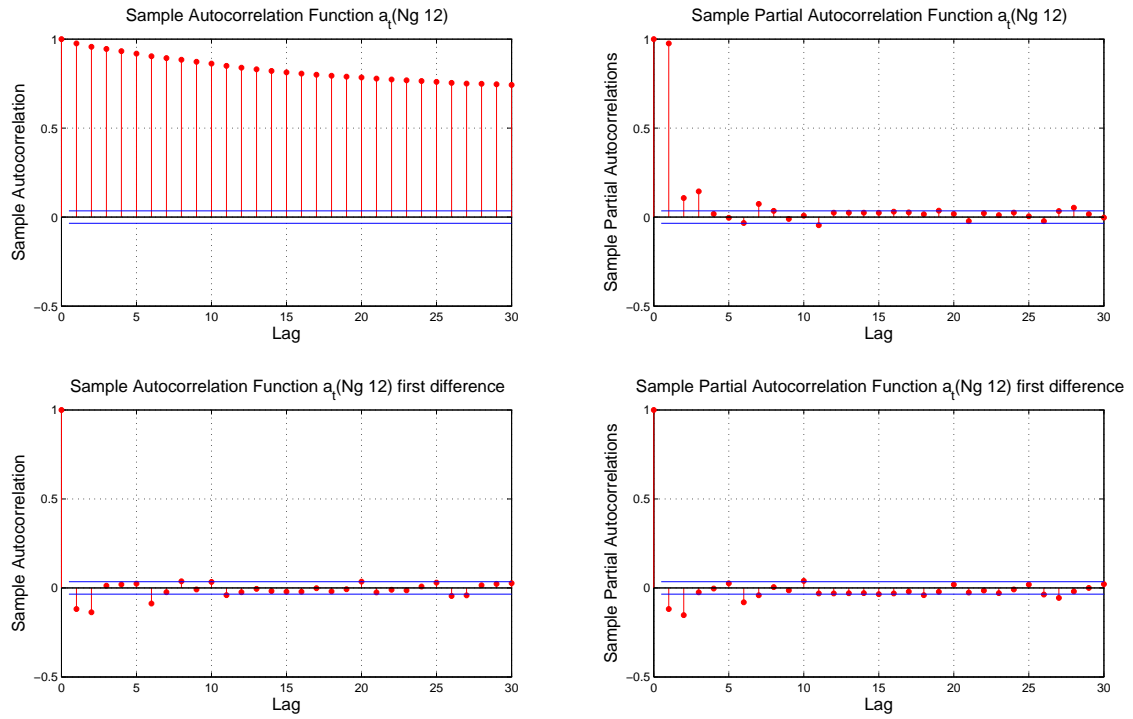 Sample Autocorrelation Function a_t(Ng 12)
1
0.5
0
−0.5
0 5 10 15 20 25 30
Lag
Sample Autocorrelation
Sample Partial Autocorrelation Function a_t(Ng 12)
1
0.5
0
−0.5
0 5 10 15 20 25 30
Lag
Sample Partial Autocorrelations
Sample Autocorrelation Function a_t(Ng 12) first difference
1
0.5
0
−0.5
0 5 10 15 20 25 30
Lag
Sample Autocorrelation
Sample Partial Autocorrelation Function a_t(Ng 12) first difference
1
0.5
0
−0.5
0 5 10 15 20 25 30
Lag
Sample Partial Autocorrelations